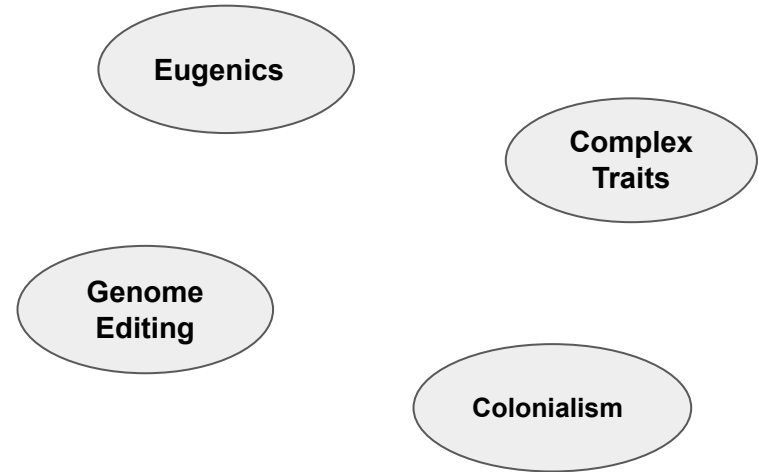 Eugenics
Complex
Traits
Genome
Editing
Colonialism